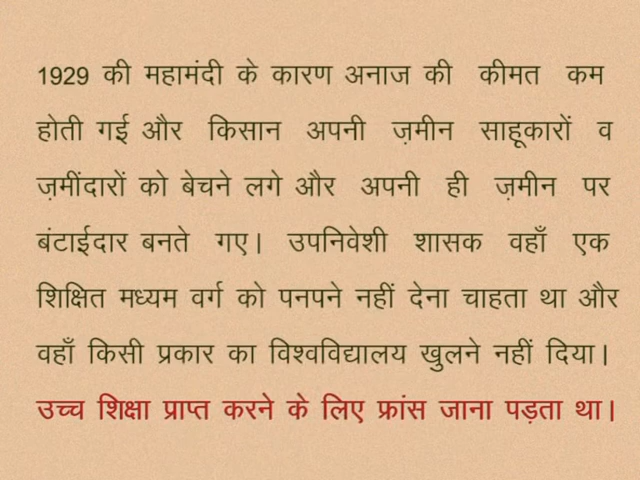 1929 की महामंदी के कारण अनाज की कीमत कम
होती गई और किसान अपनी ज़मीन साहूकारों व
ज़मींदारों को बेचने लगे और अपनी ही ज़मीन पर
बंटाईदार बनते गए। उपनिवेशी शासक वहाँ एक
शिक्षित मध्यम वर्ग को पनपने नहीं देना चाहता था और
वहाँ किसी प्रकार का विश्वविद्यालय खुलने नहीं दिया।
उच्च शिक्षा प्राप्त करने के लिए फ्रांस जाना पड़ता था।